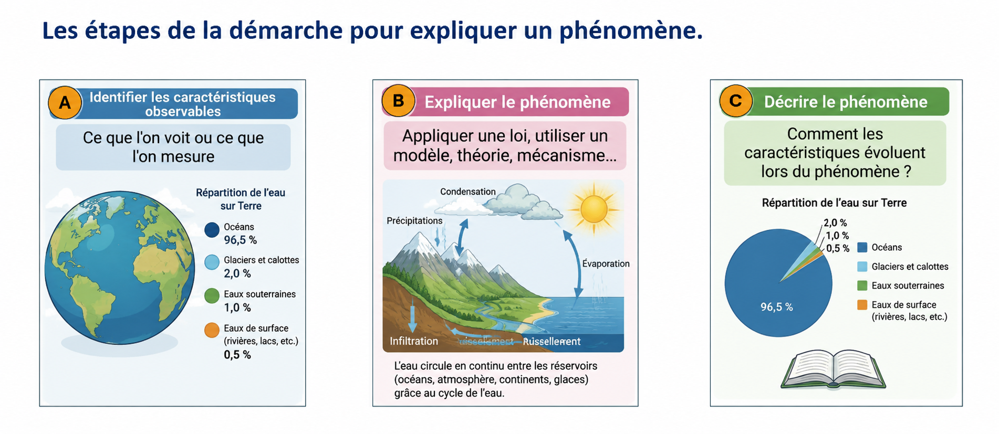 Les étapes de la démarche pour expliquer un phénomène.
A
Identifier les caractéristiques
observables
Ce que l'on voit ou ce que
l'on mesure
Répartition de l'eau
sur Terre
Océans
96,5 %
Glaciers et calottes
2,0 %
Eaux souterraines
1,0 %
Eaux de surface
(rivières, lacs, etc.)
0,5 %
B
Expliquer le phénomène
Appliquer une loi, utiliser un
modèle, théorie, mécanisme...
Condensation
Précipitations
Évaporation
Infiltration
L'eau circule en continu entre les réservoirs
(océans, atmosphère, continents, glaces)
grâce au cycle de l'eau.
C
Décrire le phénomène
Comment les
caractéristiques évoluent
lors du phénomène ?
Répartition de l'eau sur Terre
2,0 %
1,0 %
0,5 %
96,5 %
Océans
Glaciers et calottes
Eaux souterraines
Eaux de surface
(rivières, lacs, etc.)